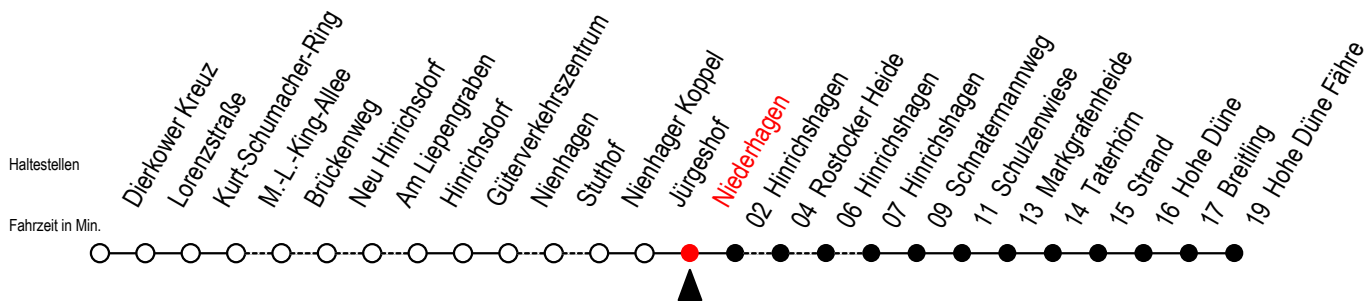 Haltestellen
Fahrzeit in Min.
Dierkower Kreuz
Lorenzstraße
Kurt-Schumacher-Ring
M.-L.-King-Allee
Brückenweg
Neu Hinrichsdorf
Am Liepengraben
Hinrichsdorf
Güterverkehrszentrum
Nienhagen
Stuthof
Nienhager Koppel
Jürgeshof
Niederhagen
02 Hinrichshagen
04 Rostocker Heide
06 Hinrichshagen
07 Hinrichshagen
09 Schnatermannweg
11 Schulzenwiese
13 Markgrafenheide
14 Taterhörn
15 Strand
16 Hohe Düne
17 Breitling
19 Hohe Düne Fähre